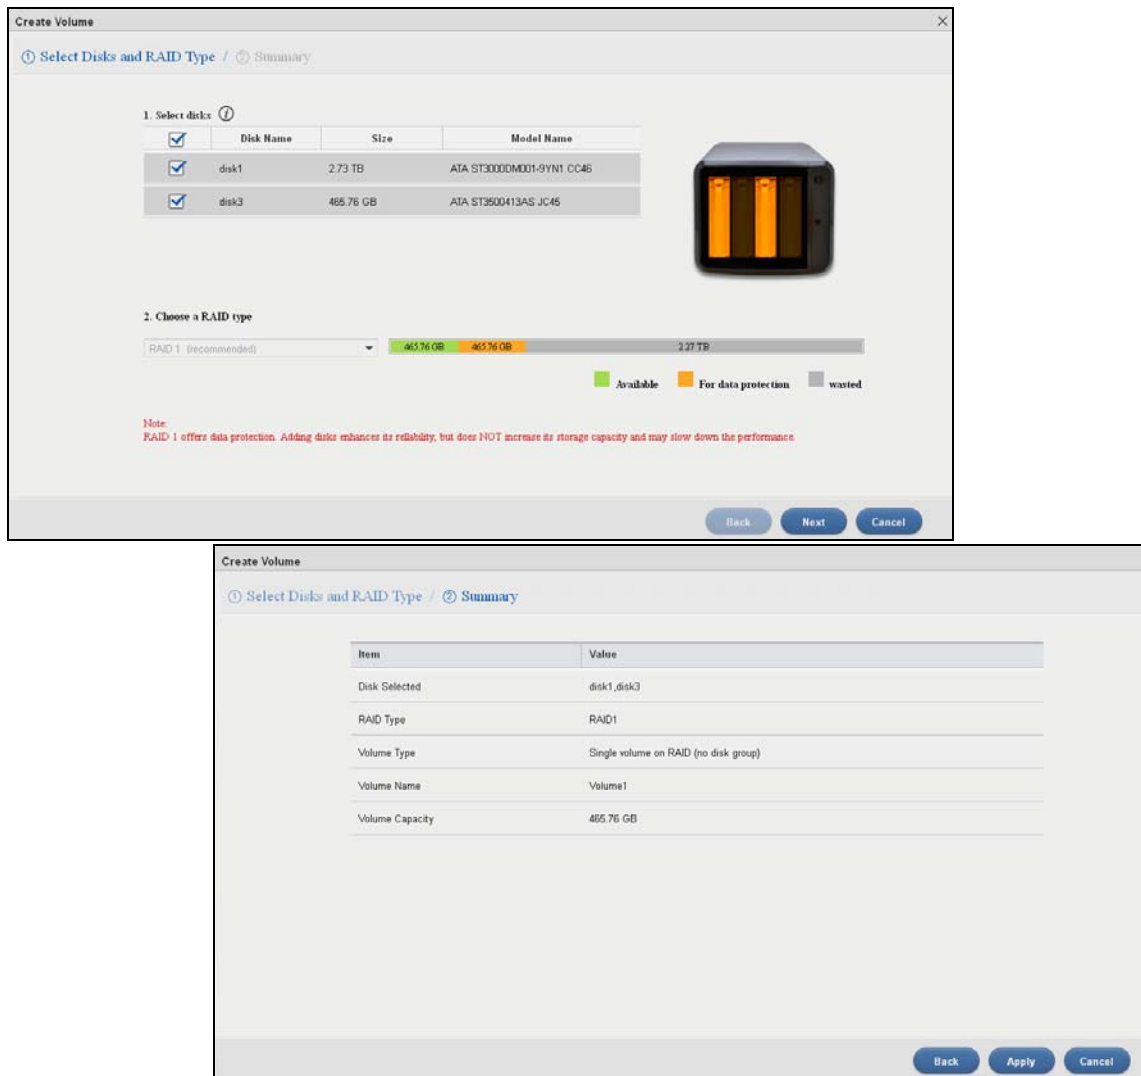 Create Volume
① Select Disks and RAID Type / ② Summary
1. Select disks
Disk Name Size Model Name
disk1 2.73 TB ATA ST3000DM001-9YN1 CC46
disk3 465.76 GB ATA ST3500413AS JC45
2. Choose a RAID type
RAID 1 (recommended) 465.76 GB 465.76 GB 2.27 TB
Available For data protection wasted
Note:
RAID 1 offers data protection. Adding disks enhances its reliability, but does NOT increase its storage capacity and may slow down the performance.
Back Next Cancel
Create Volume
① Select Disks and RAID Type / ② Summary
Item Value
Disk Selected disk1,disk3
RAID Type RAID1
Volume Type Single volume on RAID (no disk group)
Volume Name Volume1
Volume Capacity 465.76 GB
Back Apply Cancel